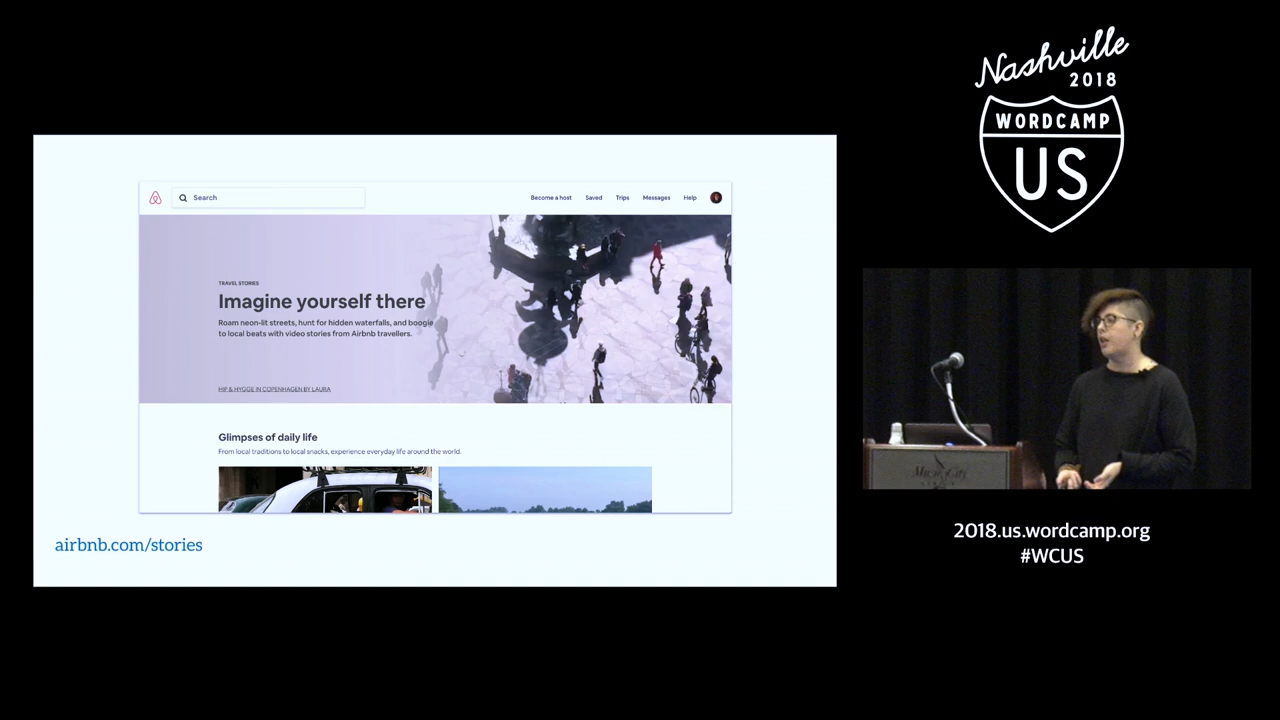 Nashville
2018
WORDCAMP
US
Search
Become a host
Saved
Trips
Messages
Help
TRAVEL STORIES
Imagine yourself there
Roam neon-lit streets, hunt for hidden waterfalls, and boogie
to local beats with video stories from Airbnb travellers.
HIP & HYGGE IN COPENHAGEN BY LAURA
Glimpses of daily life
From local traditions to local snacks, experience everyday life around the world.
airbnb.com/stories
Music City
2018.us.wordcamp.org
#WCUS